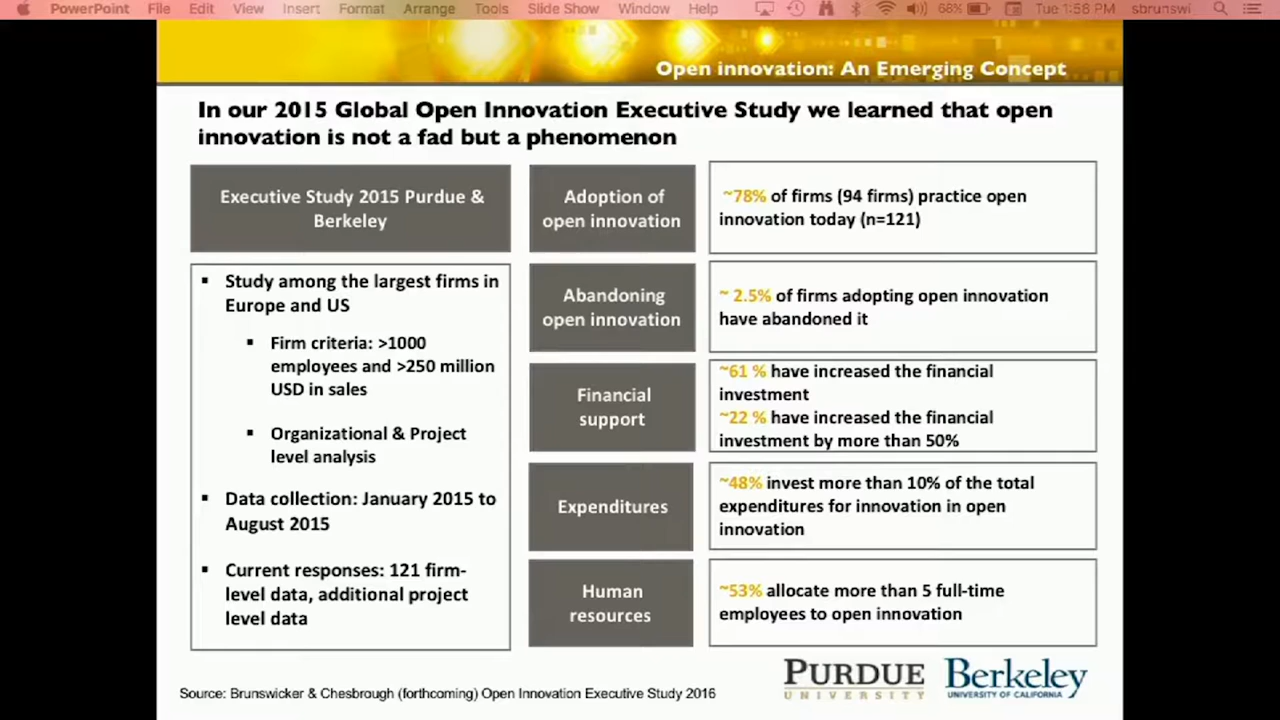 PowerPoint File Edit View Insert Format Arrange Tools Slide Show Window Help 68% Tue 1:58 PM sbrunswi
Open innovation: An Emerging Concept
In our 2015 Global Open Innovation Executive Study we learned that open
innovation is not a fad but a phenomenon
Executive Study 2015 Purdue &
Berkeley
▪ Study among the largest firms in
Europe and US
▪ Firm criteria: >1000
employees and >250 million
USD in sales
▪ Organizational & Project
level analysis
▪ Data collection: January 2015 to
August 2015
▪ Current responses: 121 firm-
level data, additional project
level data
Adoption of
open innovation
~78% of firms (94 firms) practice open
innovation today (n=121)
Abandoning
open innovation
~ 2.5% of firms adopting open innovation
have abandoned it
Financial
support
~61 % have increased the financial
investment
~22 % have increased the financial
investment by more than 50%
Expenditures
~48% invest more than 10% of the total
expenditures for innovation in open
innovation
Human
resources
~53% allocate more than 5 full-time
employees to open innovation
Source: Brunswicker & Chesbrough (forthcoming) Open Innovation Executive Study 2016
PURDUE
UNIVERSITY
Berkeley
UNIVERSITY OF CALIFORNIA